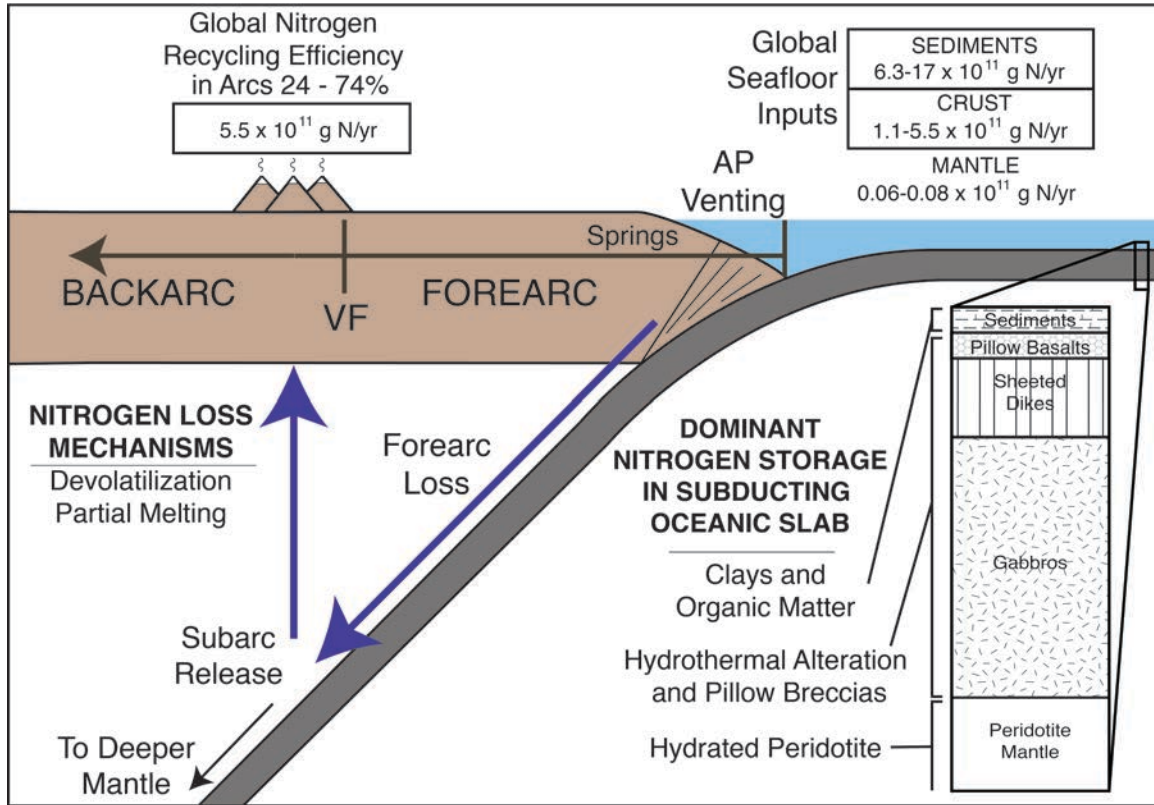 Global Nitrogen
Recycling Efficiency
in Arcs 24 - 74%
5.5 x 10¹¹ g N/yr
Global
Seafloor
Inputs
SEDIMENTS
6.3-17 x 10¹¹ g N/yr
CRUST
1.1-5.5 x 10¹¹ g N/yr
MANTLE
0.06-0.08 x 10¹¹ g N/yr
AP
Venting
Springs
BACKARC
VF
FOREARC
NITROGEN LOSS
MECHANISMS
Devolatilization
Partial Melting
Forearc
Loss
Subarc
Release
To Deeper
Mantle
DOMINANT
NITROGEN STORAGE
IN SUBDUCTING
OCEANIC SLAB
Clays and
Organic Matter
Hydrothermal Alteration
and Pillow Breccias
Hydrated Peridotite
Sediments
Pillow Basalts
Sheeted
Dikes
Gabbros
Peridotite
Mantle